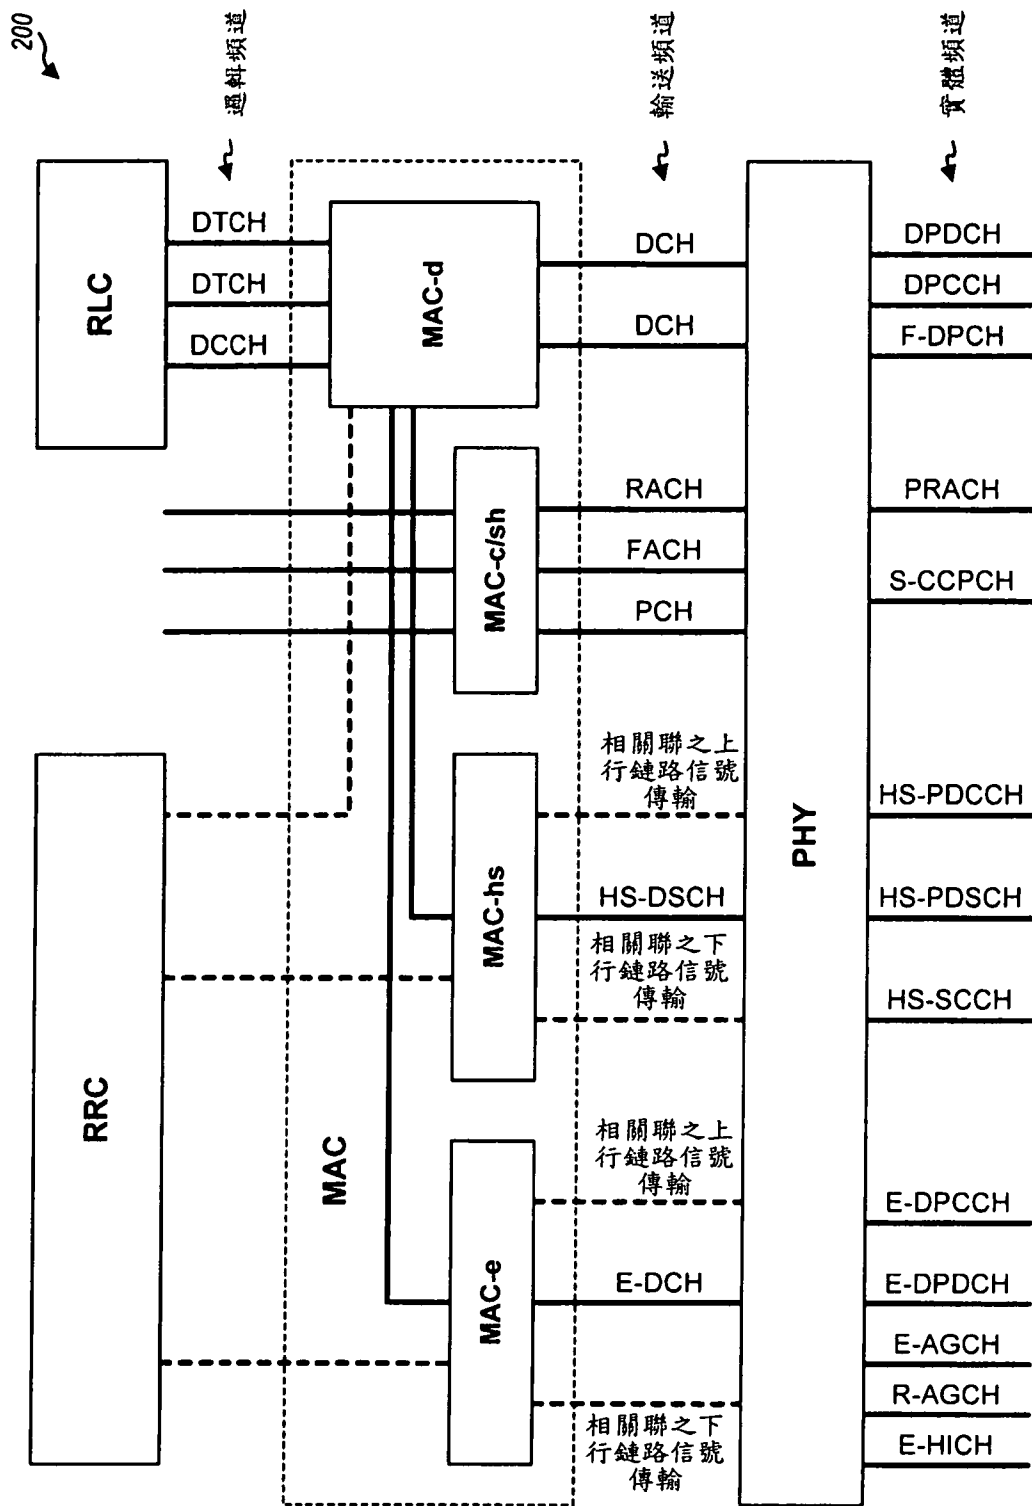 200
邏輯頻道
輸送頻道
實體頻道
RLC
DTCH
DTCH
DCCH
MAC-d
DCH
DCH
DPDCH
DPCCH
F-DPCH
MAC-c/sh
RACH
FACH
PCH
PRACH
S-CCPCH
RRC
MAC
MAC-hs
相關聯之上
行鏈路信號
傳輸
HS-DSCH
相關聯之下
行鏈路信號
傳輸
PHY
HS-PDCCH
HS-PDSCH
HS-SCCH
MAC-e
相關聯之上
行鏈路信號
傳輸
E-DCH
相關聯之下
行鏈路信號
傳輸
E-DPCCH
E-DPDCH
E-AGCH
R-AGCH
E-HICH